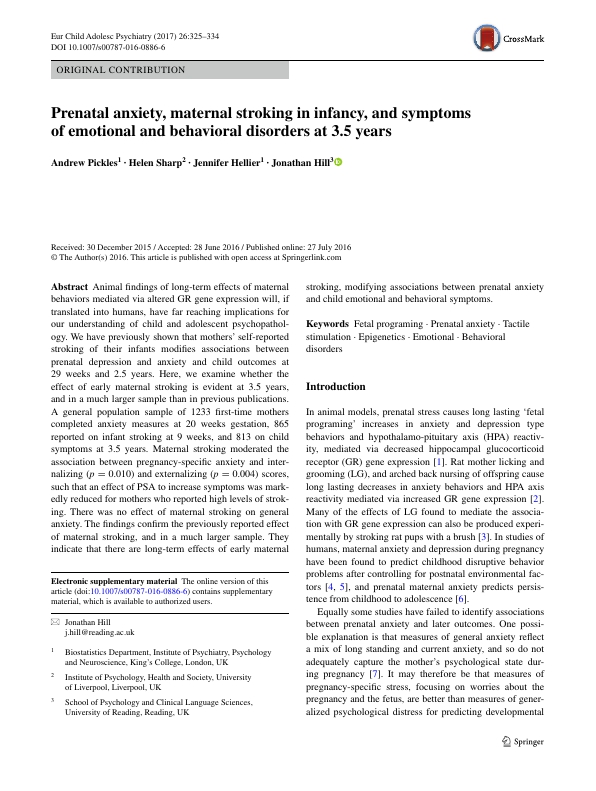 Eur Child Adolesc Psychiatry (2017) 26:325–334
DOI 10.1007/s00787-016-0886-6
CrossMark
ORIGINAL CONTRIBUTION
Prenatal anxiety, maternal stroking in infancy, and symptoms
of emotional and behavioral disorders at 3.5 years
Andrew Pickles1 · Helen Sharp2 · Jennifer Hellier1 · Jonathan Hill3
Received: 30 December 2015 / Accepted: 28 June 2016 / Published online: 27 July 2016
© The Author(s) 2016. This article is published with open access at Springerlink.com
Abstract Animal findings of long-term effects of maternal
behaviors mediated via altered GR gene expression will, if
translated into humans, have far reaching implications for
our understanding of child and adolescent psychopathol-
ogy. We have previously shown that mothers' self-reported
stroking of their infants modifies associations between
prenatal depression and anxiety and child outcomes at
29 weeks and 2.5 years. Here, we examine whether the
effect of early maternal stroking is evident at 3.5 years,
and in a much larger sample than in previous publications.
A general population sample of 1233 first-time mothers
completed anxiety measures at 20 weeks gestation, 865
reported on infant stroking at 9 weeks, and 813 on child
symptoms at 3.5 years. Maternal stroking moderated the
association between pregnancy-specific anxiety and inter-
nalizing (p = 0.010) and externalizing (p = 0.004) scores,
such that an effect of PSA to increase symptoms was mark-
edly reduced for mothers who reported high levels of strok-
ing. There was no effect of maternal stroking on general
anxiety. The findings confirm the previously reported effect
of maternal stroking, and in a much larger sample. They
indicate that there are long-term effects of early maternal
Electronic supplementary material The online version of this
article (doi:10.1007/s00787-016-0886-6) contains supplementary
material, which is available to authorized users.
Jonathan Hill
j.hill@reading.ac.uk
1 Biostatistics Department, Institute of Psychiatry, Psychology
and Neuroscience, King's College, London, UK
2 Institute of Psychology, Health and Society, University
of Liverpool, Liverpool, UK
3 School of Psychology and Clinical Language Sciences,
University of Reading, Reading, UK
stroking, modifying associations between prenatal anxiety
and child emotional and behavioral symptoms.
Keywords Fetal programing · Prenatal anxiety · Tactile
stimulation · Epigenetics · Emotional · Behavioral
disorders
Introduction
In animal models, prenatal stress causes long lasting 'fetal
programing' increases in anxiety and depression type
behaviors and hypothalamo-pituitary axis (HPA) reactiv-
ity, mediated via decreased hippocampal glucocorticoid
receptor (GR) gene expression [1]. Rat mother licking and
grooming (LG), and arched back nursing of offspring cause
long lasting decreases in anxiety behaviors and HPA axis
reactivity mediated via increased GR gene expression [2].
Many of the effects of LG found to mediate the associa-
tion with GR gene expression can also be produced experi-
mentally by stroking rat pups with a brush [3]. In studies of
humans, maternal anxiety and depression during pregnancy
have been found to predict childhood disruptive behavior
problems after controlling for postnatal environmental fac-
tors [4, 5], and prenatal maternal anxiety predicts persis-
tence from childhood to adolescence [6].
Equally some studies have failed to identify associations
between prenatal anxiety and later outcomes. One possi-
ble explanation is that measures of general anxiety reflect
a mix of long standing and current anxiety, and so do not
adequately capture the mother's psychological state dur-
ing pregnancy [7]. It may therefore be that measures of
pregnancy-specific stress, focusing on worries about the
pregnancy and the fetus, are better than measures of gener-
alized psychological distress for predicting developmental
Springer